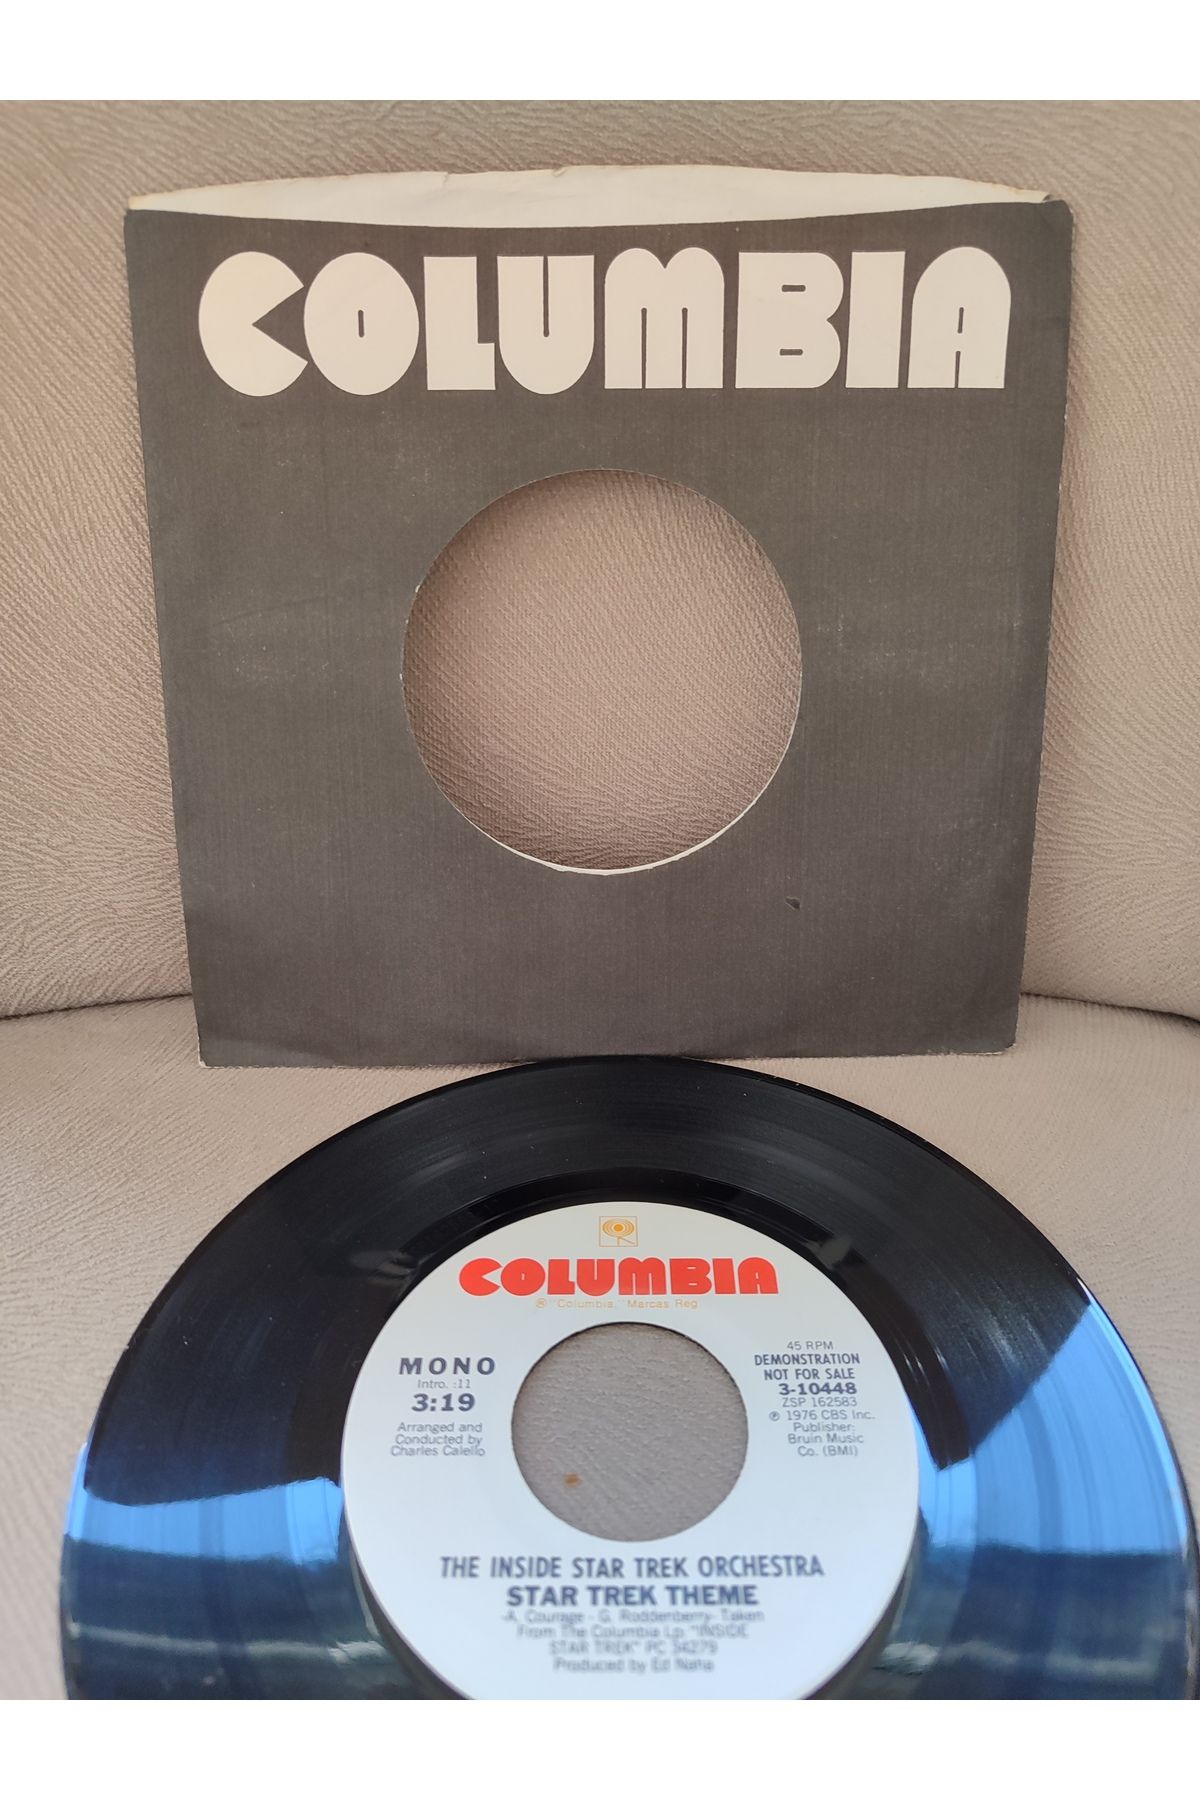 COLUMBIA
COLUMBIA
® "Columbia," Marcas Reg.
MONO
Intro. :11
3:19
Arranged and
Conducted by
Charles Calello
45 RPM
DEMONSTRATION
NOT FOR SALE
3-10448
ZSP 162583
℗ 1976 CBS Inc.
Publisher:
Bruin Music
Co. (BMI)
THE INSIDE STAR TREK ORCHESTRA
STAR TREK THEME
-A. Courage - G. Roddenberry- Taken
From The Columbia Lp "INSIDE
STAR TREK" PC 34279
Produced by Ed Naha